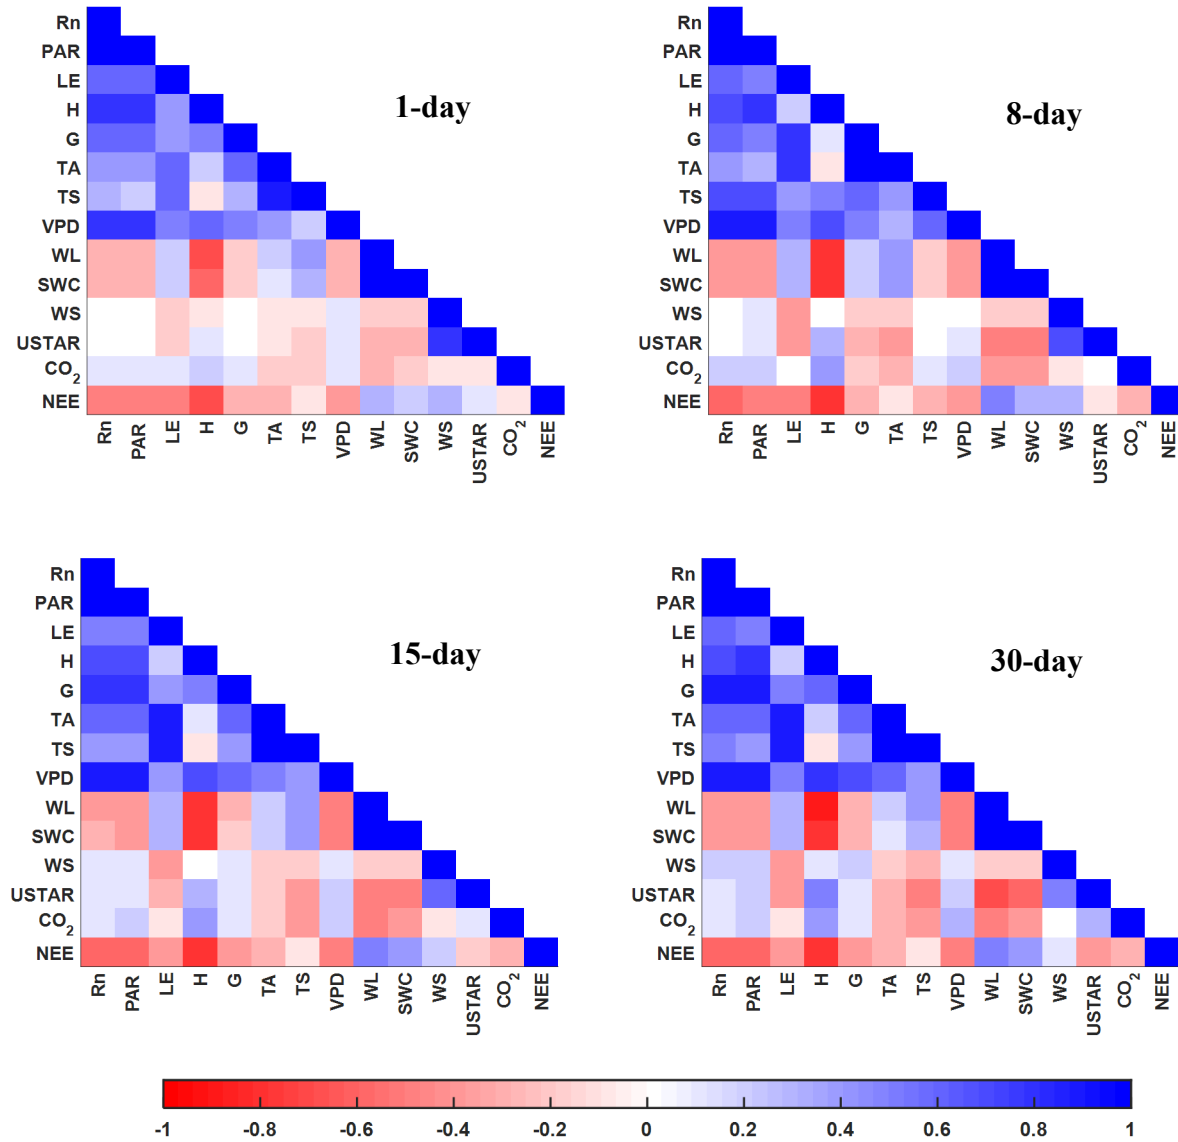 Rn
PAR
LE
H
G
TA
TS
VPD
WL
SWC
WS
USTAR
CO2
NEE
1-day
Rn PAR LE H G TA TS VPD WL SWC WS USTAR CO2 NEE
Rn
PAR
LE
H
G
TA
TS
VPD
WL
SWC
WS
USTAR
CO2
NEE
8-day
Rn PAR LE H G TA TS VPD WL SWC WS USTAR CO2 NEE
Rn
PAR
LE
H
G
TA
TS
VPD
WL
SWC
WS
USTAR
CO2
NEE
15-day
Rn PAR LE H G TA TS VPD WL SWC WS USTAR CO2 NEE
Rn
PAR
LE
H
G
TA
TS
VPD
WL
SWC
WS
USTAR
CO2
NEE
30-day
Rn PAR LE H G TA TS VPD WL SWC WS USTAR CO2 NEE
-1 -0.8 -0.6 -0.4 -0.2 0 0.2 0.4 0.6 0.8 1